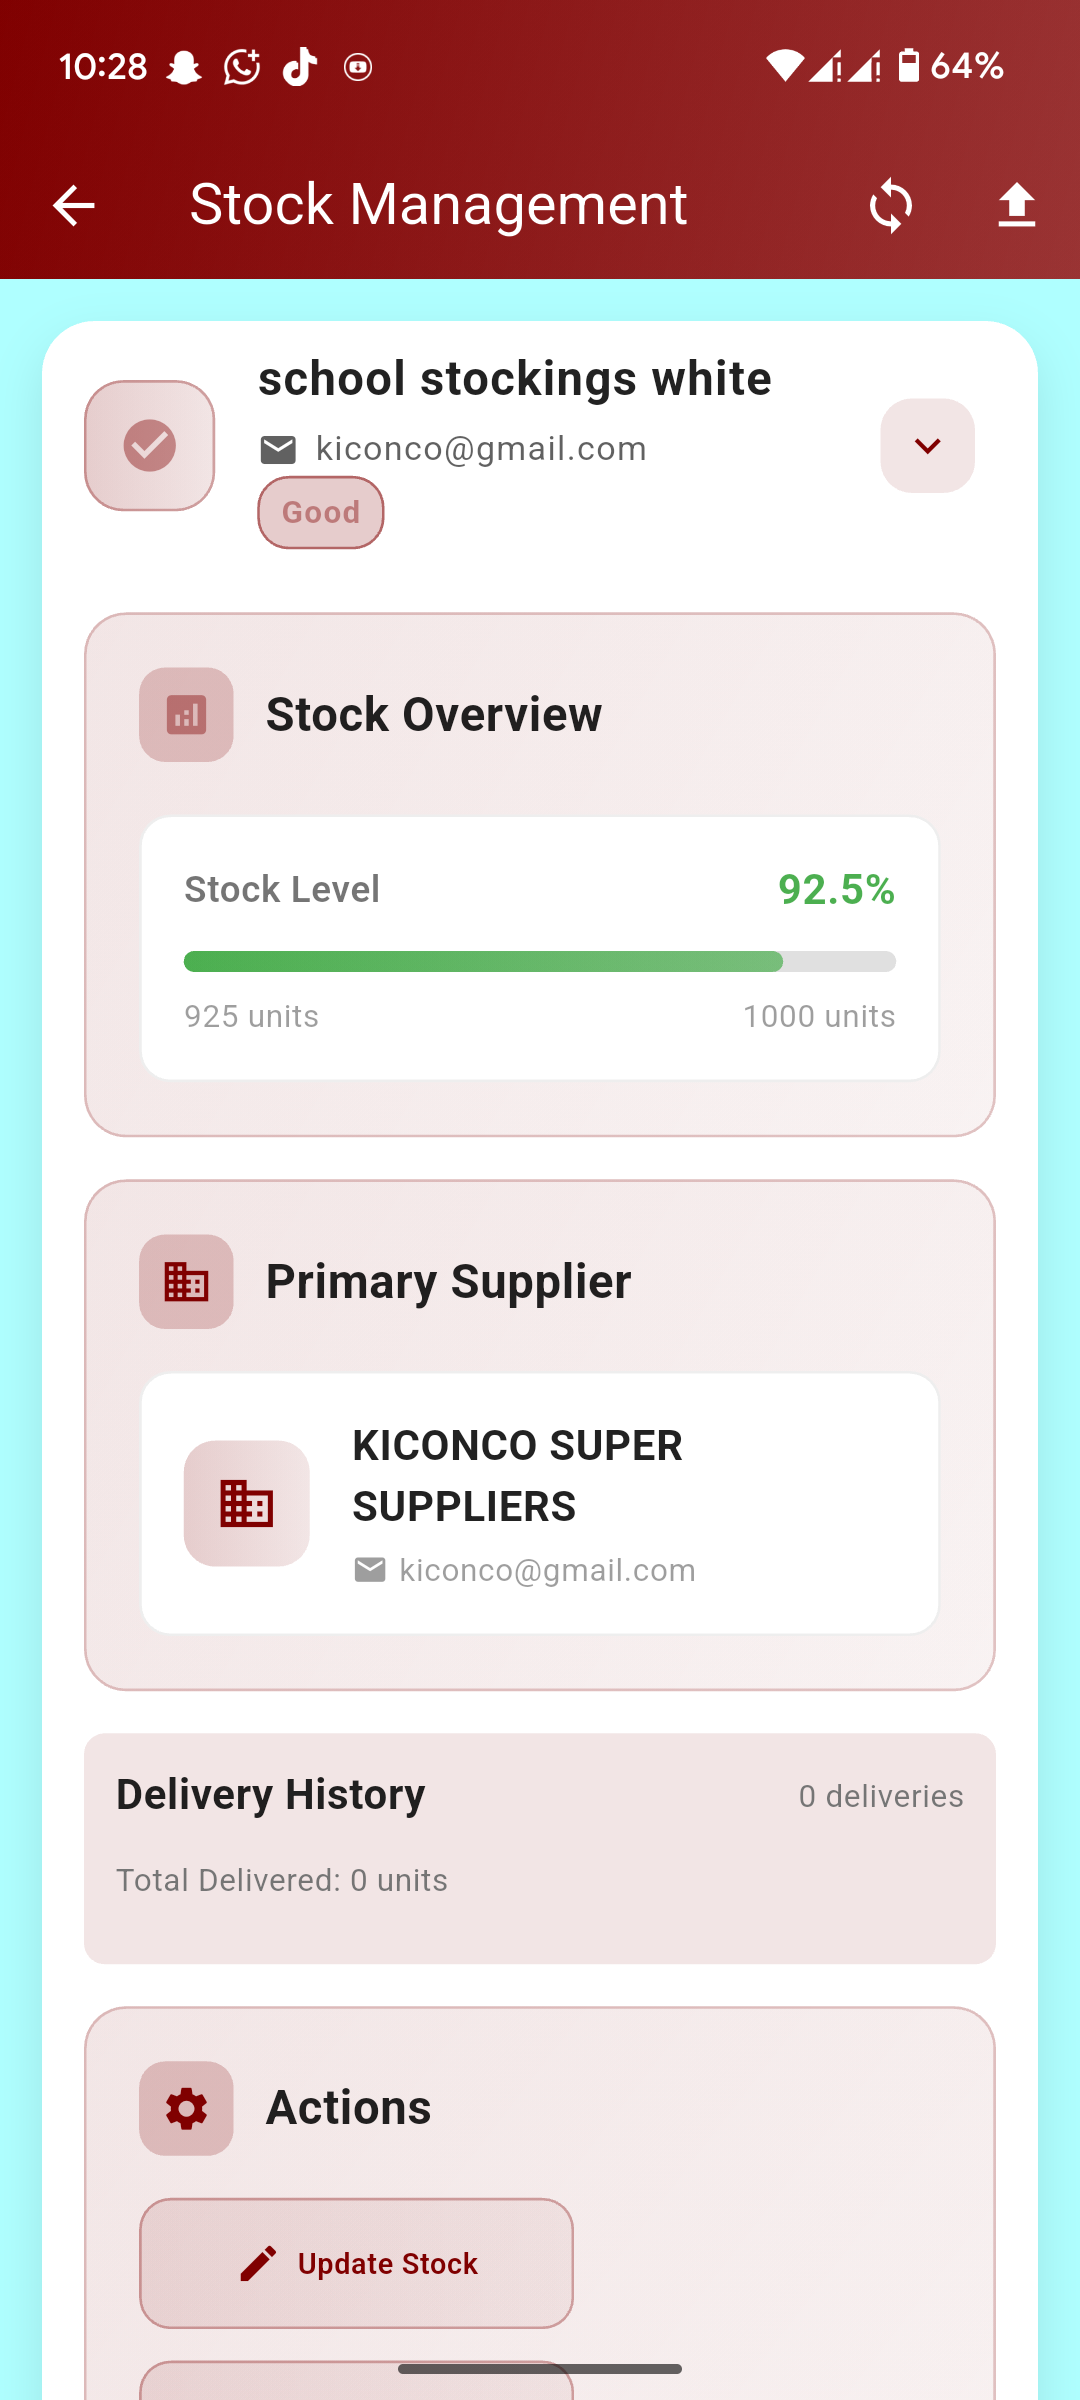 10:28
64%
Stock Management
school stockings white
kiconco@gmail.com
Good
Stock Overview
Stock Level
92.5%
925 units
1000 units
Primary Supplier
KICONCO SUPER
SUPPLIERS
kiconco@gmail.com
Delivery History
0 deliveries
Total Delivered: 0 units
Actions
Update Stock